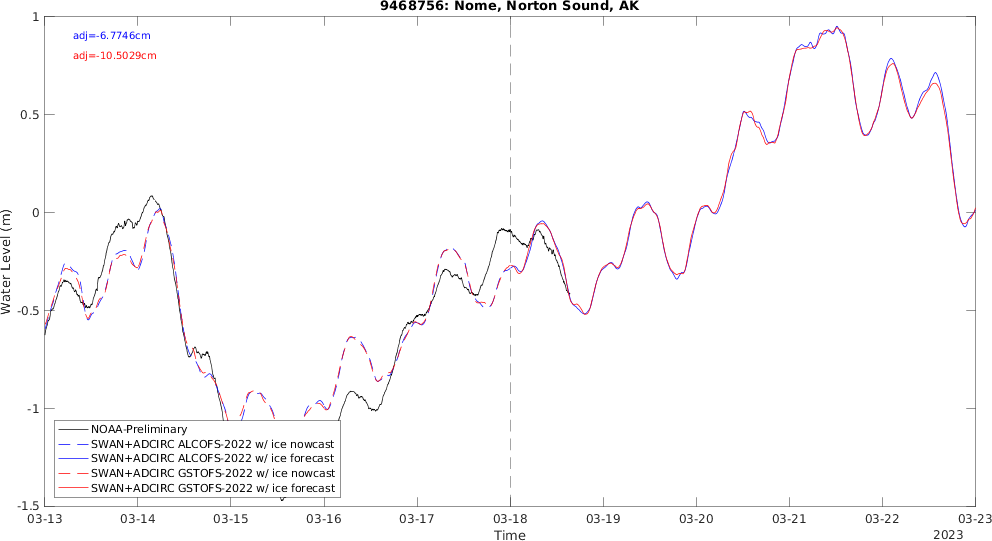 9468756: Nome, Norton Sound, AK
adj=-6.7746cm
adj=-10.5029cm
Water Level (m)
1
0.5
0
-0.5
-1
-1.5
NOAA-Preliminary
SWAN+ADCIRC ALCOFS-2022 w/ ice nowcast
SWAN+ADCIRC ALCOFS-2022 w/ ice forecast
SWAN+ADCIRC GSTOFS-2022 w/ ice nowcast
SWAN+ADCIRC GSTOFS-2022 w/ ice forecast
03-13 03-14 03-15 03-16 03-17 03-18 03-19 03-20 03-21 03-22 03-23
Time
2023